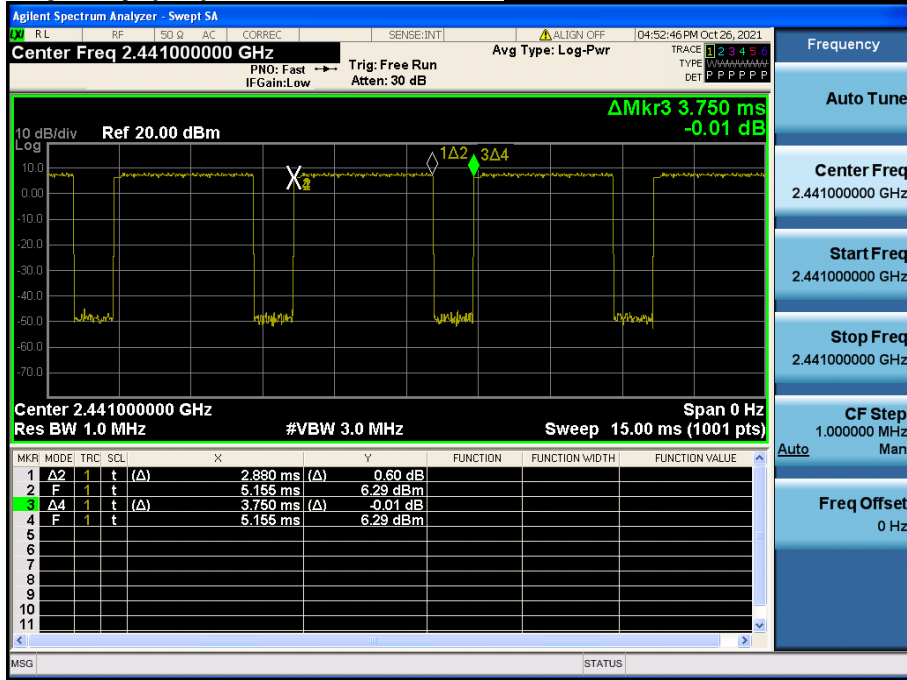 Agilent Spectrum Analyzer - Swept SA
LXI RL RF 50 Ω AC CORREC SENSE:INT ALIGN OFF 04:52:46 PM Oct 26, 2021
Center Freq 2.441000000 GHz Avg Type: Log-Pwr TRACE 1 2 3 4 5 6
PNO: Fast Trig: Free Run TYPE WWWWWW
IFGain:Low Atten: 30 dB DET P P P P P P
ΔMkr3 3.750 ms
10 dB/div Ref 20.00 dBm -0.01 dB
Log
1Δ2 3Δ4
10.0
X 2
0.00
-10.0
-20.0
-30.0
-40.0
-50.0
-60.0
-70.0
Center 2.441000000 GHz Span 0 Hz
Res BW 1.0 MHz #VBW 3.0 MHz Sweep 15.00 ms (1001 pts)
MKR MODE TRC SCL X Y FUNCTION FUNCTION WIDTH FUNCTION VALUE
1 Δ2 1 t (Δ) 2.880 ms (Δ) 0.60 dB
2 F 1 t 5.155 ms 6.29 dBm
3 Δ4 1 t (Δ) 3.750 ms (Δ) -0.01 dB
4 F 1 t 5.155 ms 6.29 dBm
5
6
7
8
9
10
11
MSG STATUS
Frequency
Auto Tune
Center Freq
2.441000000 GHz
Start Freq
2.441000000 GHz
Stop Freq
2.441000000 GHz
CF Step
1.000000 MHz
Auto Man
Freq Offset
0 Hz